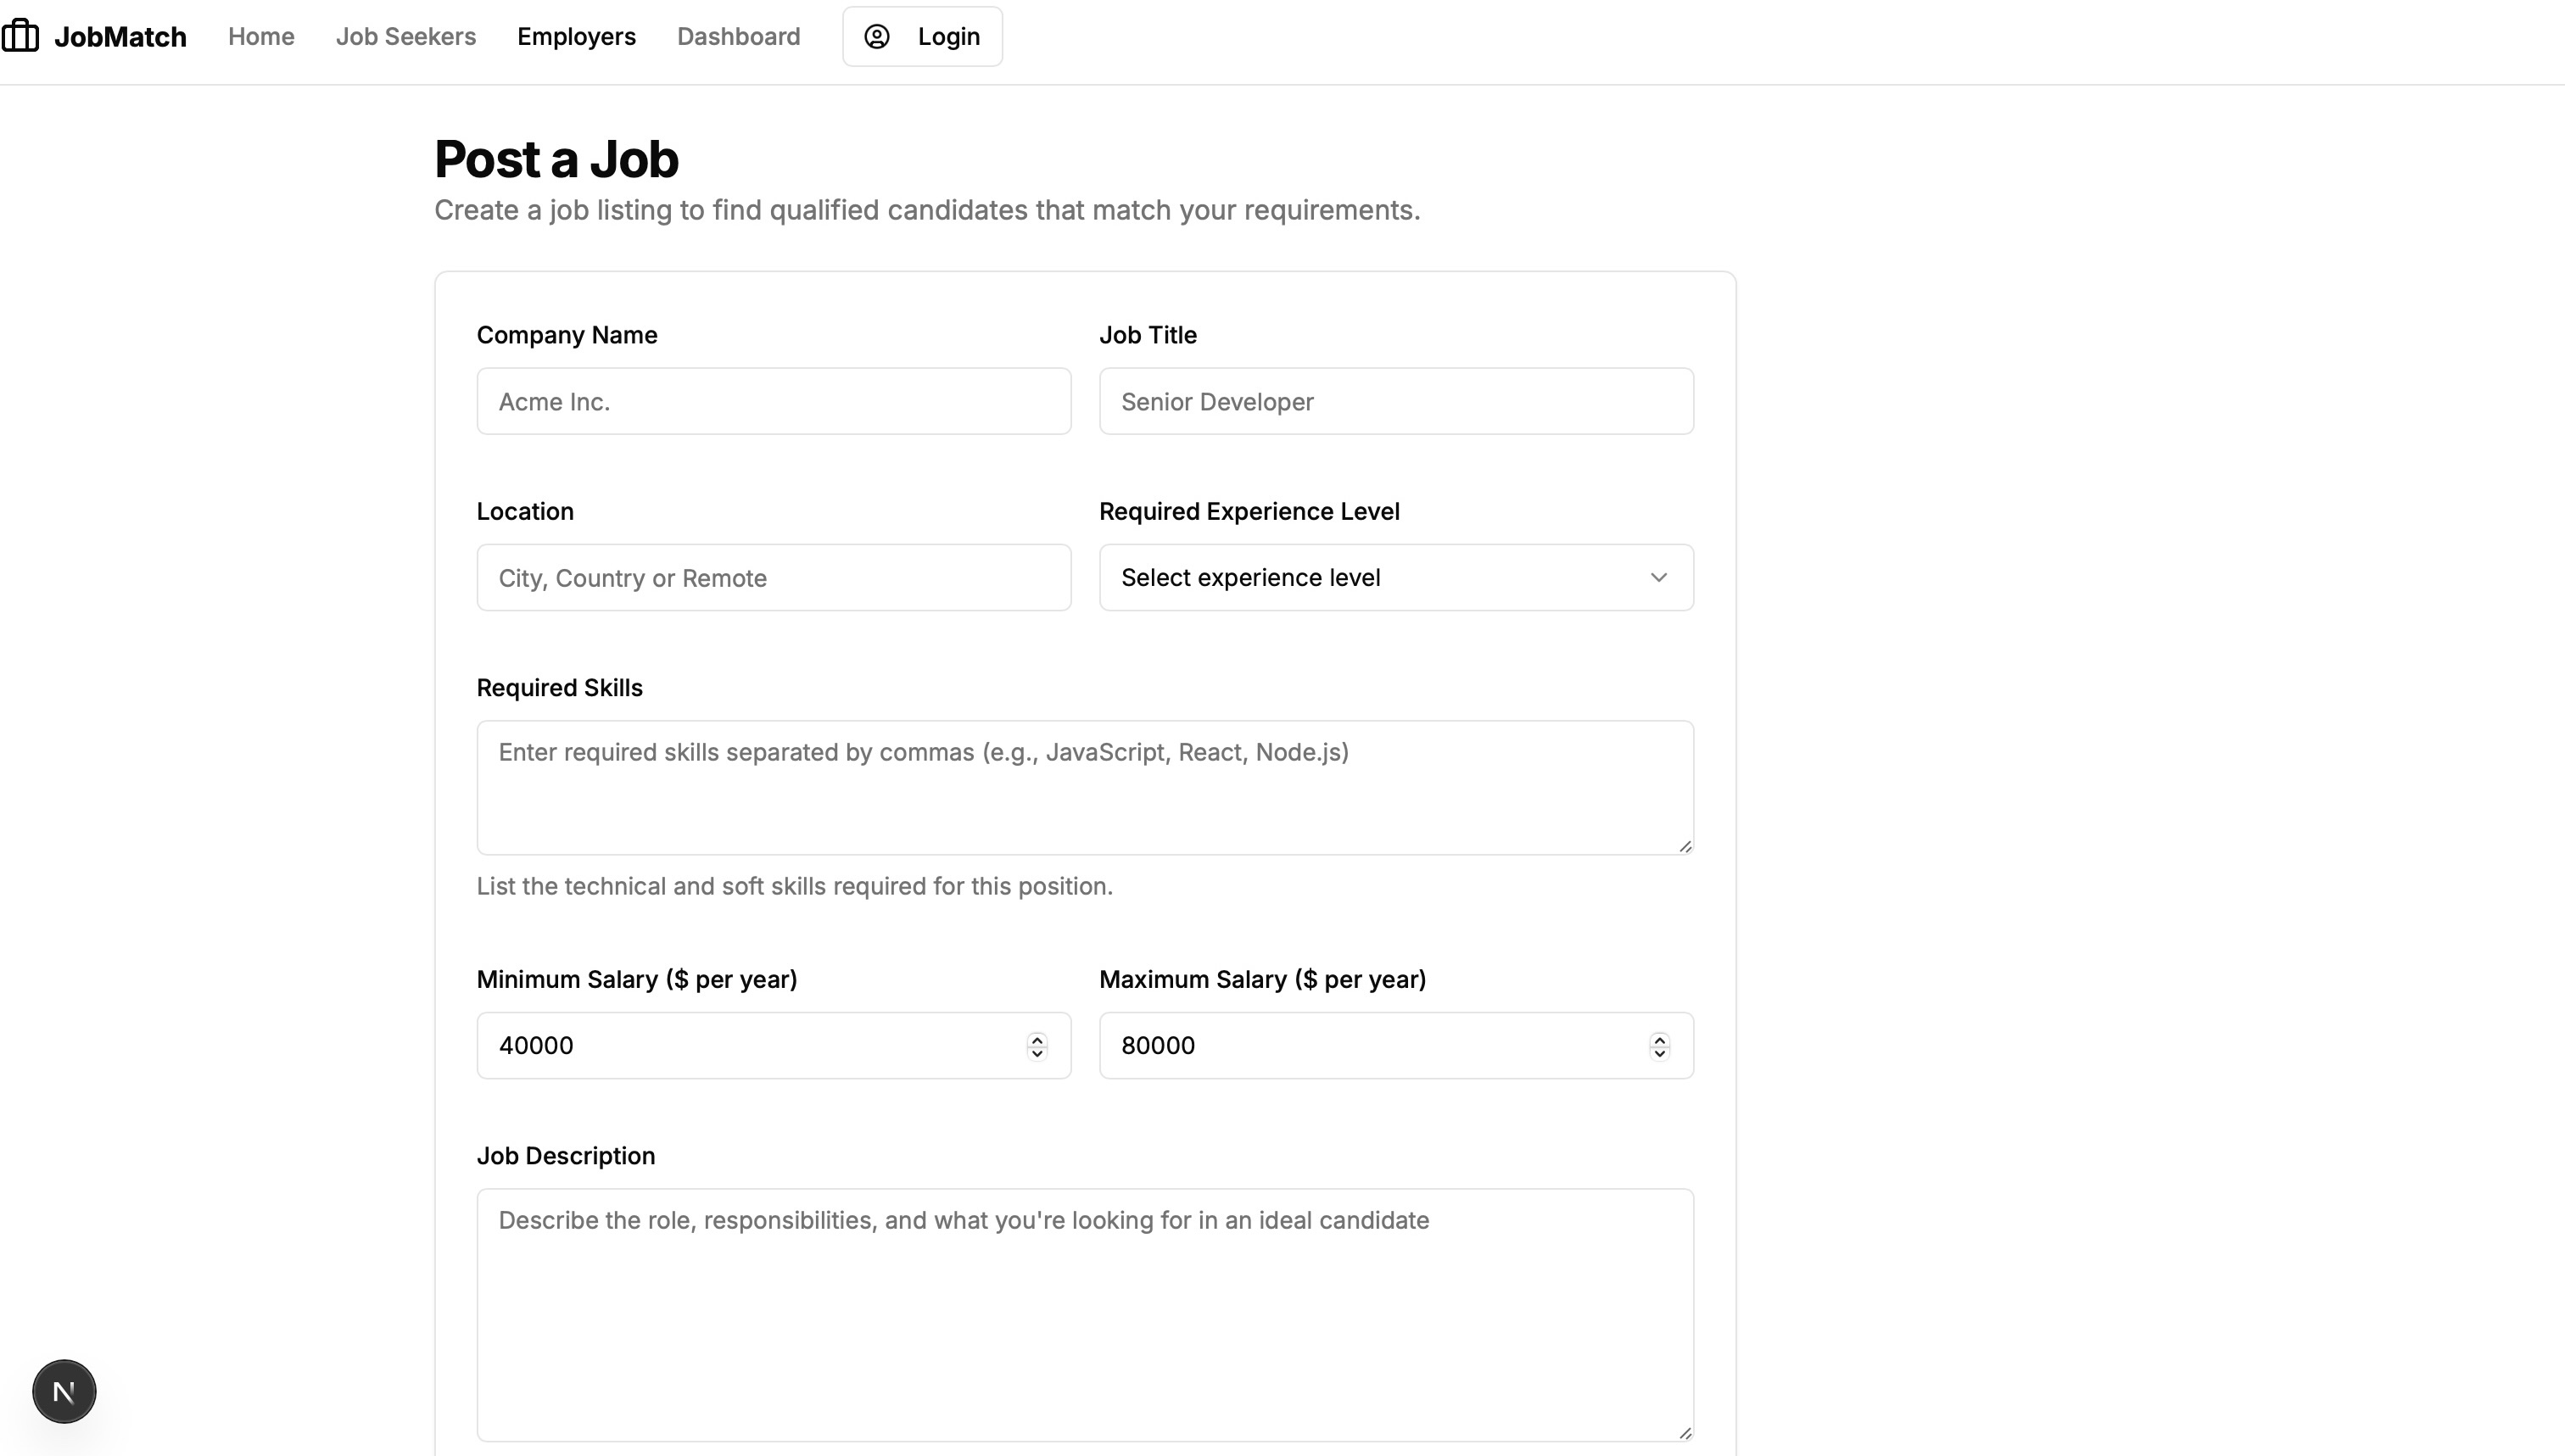 JobMatch
Home
Job Seekers
Employers
Dashboard
Login
Post a Job
Create a job listing to find qualified candidates that match your requirements.
Company Name
Job Title
Acme Inc.
Senior Developer
Location
Required Experience Level
City, Country or Remote
Select experience level
Required Skills
Enter required skills separated by commas (e.g., JavaScript, React, Node.js)
List the technical and soft skills required for this position.
Minimum Salary ($ per year)
Maximum Salary ($ per year)
40000
80000
Job Description
Describe the role, responsibilities, and what you're looking for in an ideal candidate
N